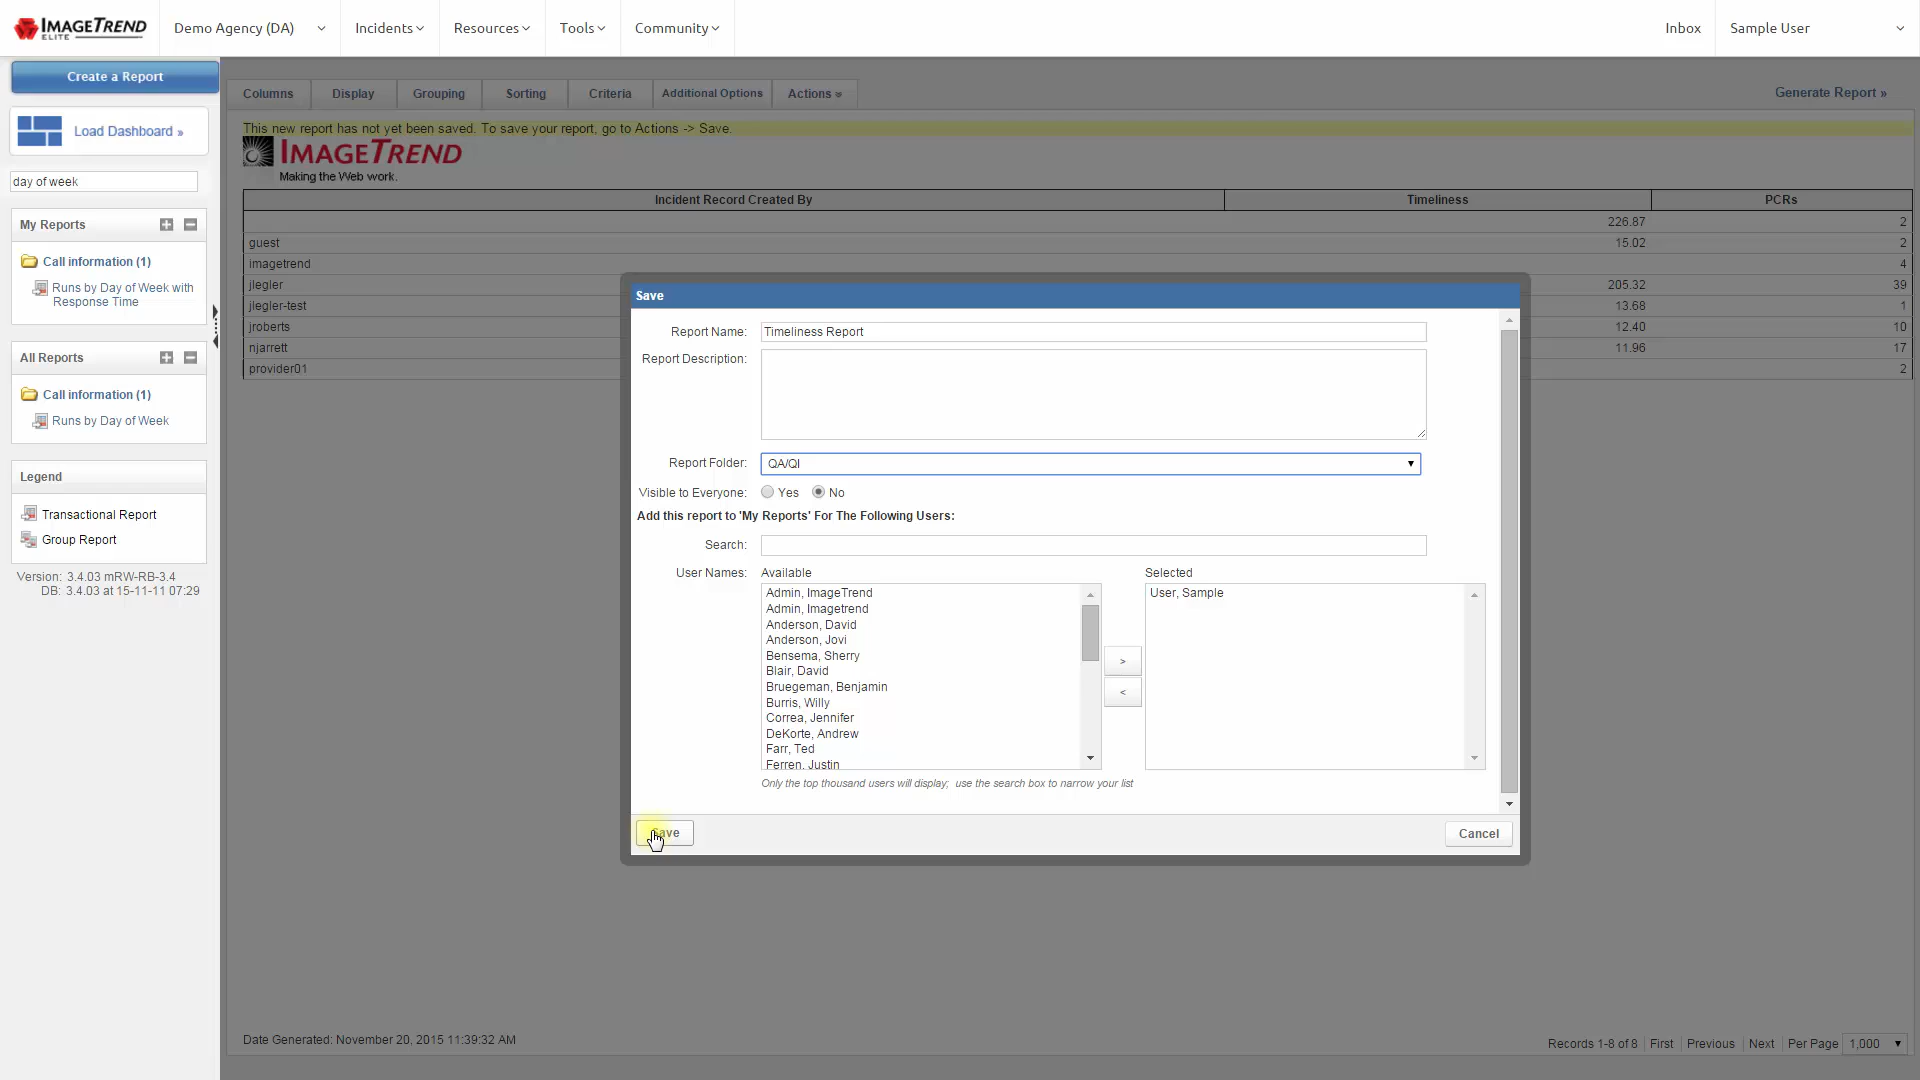 IMAGETREND
ELITE
Demo Agency (DA)
Incidents
Resources
Tools
Community
Inbox
Sample User
Create a Report
Load Dashboard »
day of week
My Reports
Call information (1)
Runs by Day of Week with
Response Time
All Reports
Call information (1)
Runs by Day of Week
Legend
Transactional Report
Group Report
Version: 3.4.03 mRW-RB-3.4
DB: 3.4.03 at 15-11-11 07:29
Columns
Display
Grouping
Sorting
Criteria
Additional Options
Actions
Generate Report »
This new report has not yet been saved. To save your report, go to Actions -> Save.
IMAGETREND
Making the Web work.
Incident Record Created By Timeliness PCRs
226.87 2
guest 15.02 2
imagetrend 4
jlegler 205.32 39
jlegler-test 13.68 1
jroberts 12.40 10
njarrett 11.96 17
provider01 2
Save
Report Name: Timeliness Report
Report Description:
Report Folder: QA/QI
Visible to Everyone: Yes No
Add this report to 'My Reports' For The Following Users:
Search:
User Names: Available Selected
Admin, ImageTrend
Admin, Imagetrend
Anderson, David
Anderson, Jovi
Bensema, Sherry
Blair, David
Bruegeman, Benjamin
Burris, Willy
Correa, Jennifer
DeKorte, Andrew
Farr, Ted
Ferren, Justin
>
<
User, Sample
Only the top thousand users will display; use the search box to narrow your list
Save
Cancel
Date Generated: November 20, 2015 11:39:32 AM
Records 1-8 of 8 First Previous Next Per Page 1,000